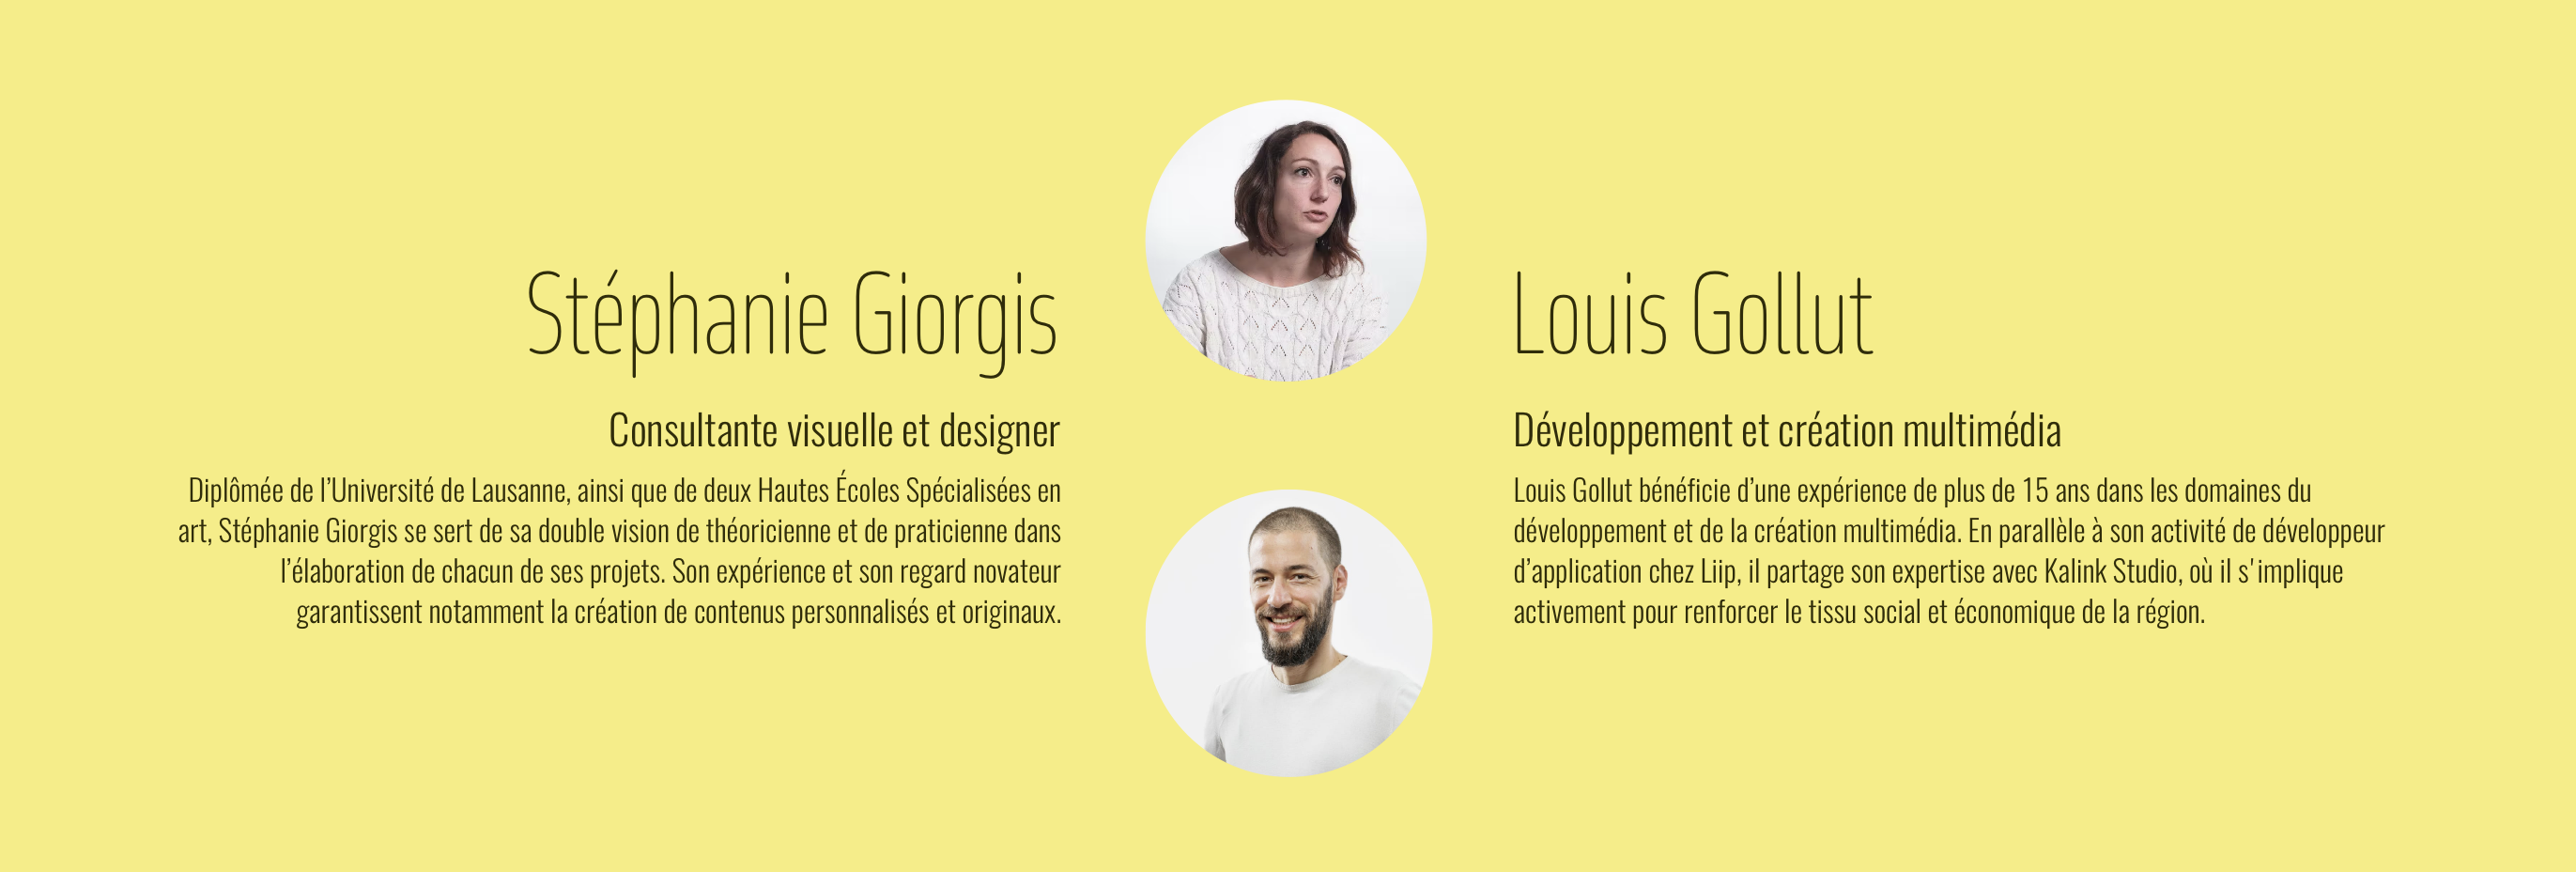 Stéphanie Giorgis
Consultante visuelle et designer
Diplômée de l’Université de Lausanne, ainsi que de deux Hautes Écoles Spécialisées en
art, Stéphanie Giorgis se sert de sa double vision de théoricienne et de praticienne dans
l’élaboration de chacun de ses projets. Son expérience et son regard novateur
garantissent notamment la création de contenus personnalisés et originaux.
Louis Gollut
Développement et création multimédia
Louis Gollut bénéficie d’une expérience de plus de 15 ans dans les domaines du
développement et de la création multimédia. En parallèle à son activité de développeur
d’application chez Liip, il partage son expertise avec Kalink Studio, où il s'implique
activement pour renforcer le tissu social et économique de la région.